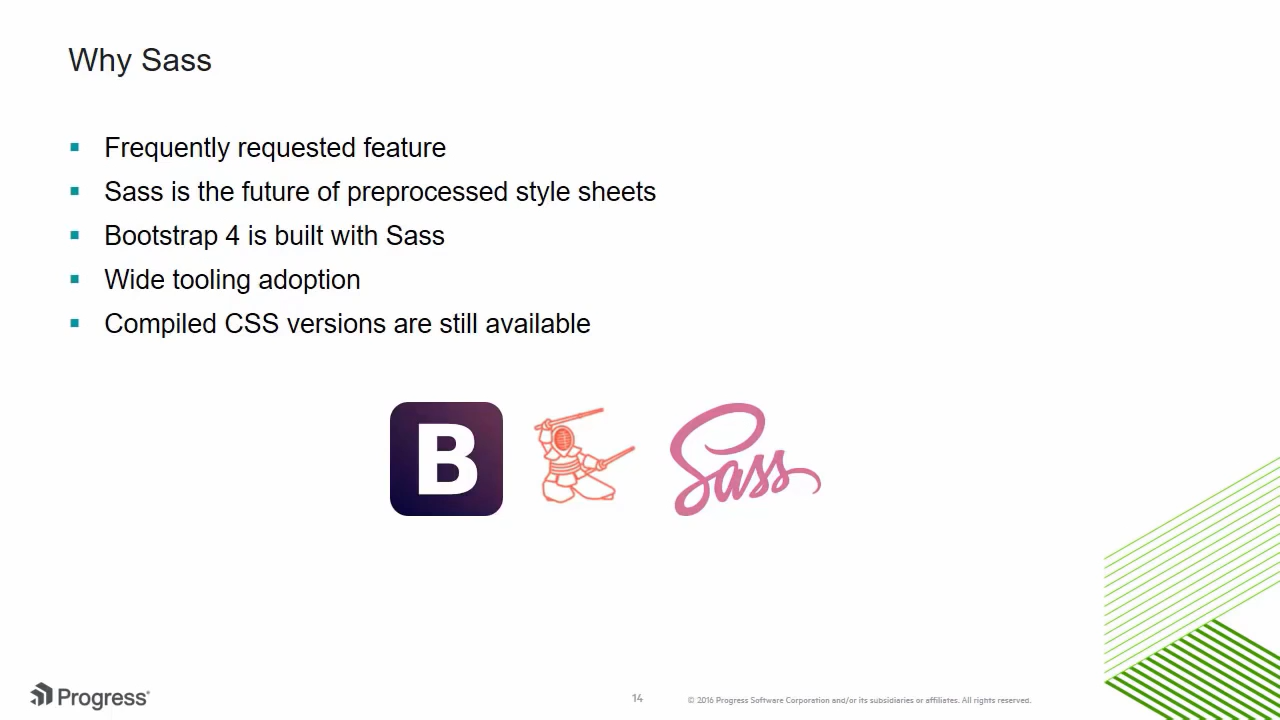 Why Sass
▪ Frequently requested feature
▪ Sass is the future of preprocessed style sheets
▪ Bootstrap 4 is built with Sass
▪ Wide tooling adoption
▪ Compiled CSS versions are still available
B
Sass
Progress
14
© 2016 Progress Software Corporation and/or its subsidiaries or affiliates. All rights reserved.